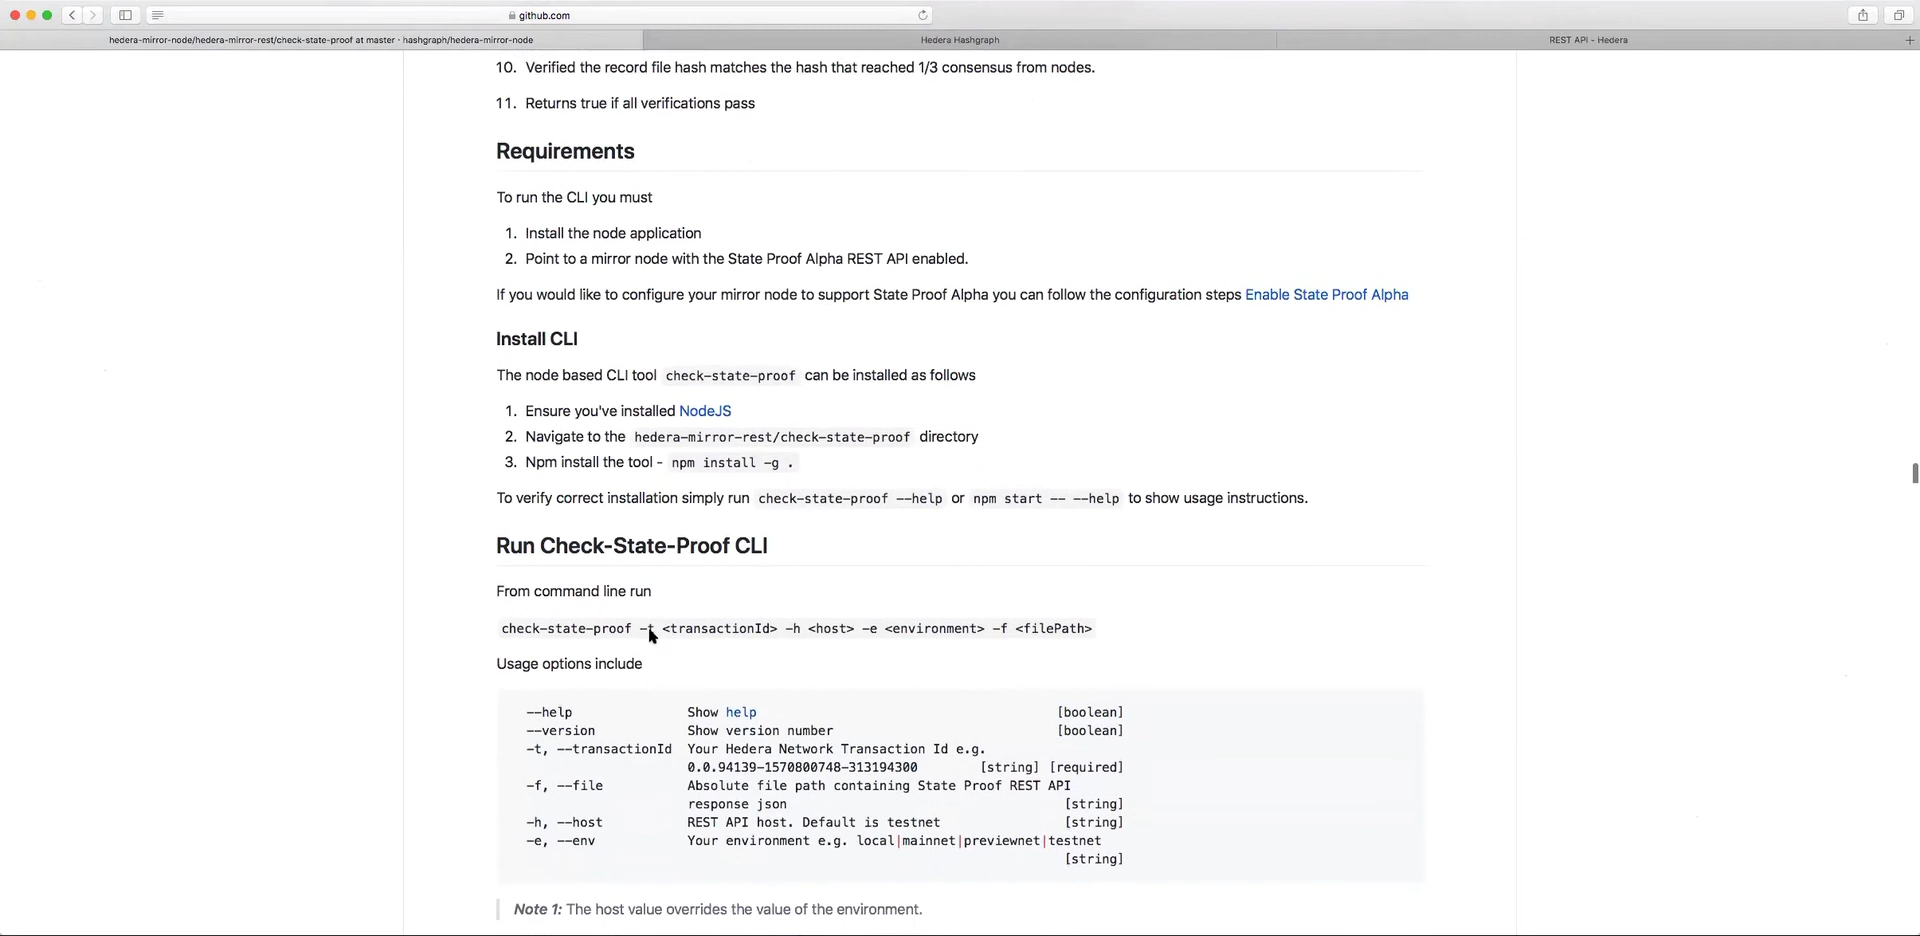 github.com
hedera-mirror-node/hedera-mirror-rest/check-state-proof at master · hashgraph/hedera-mirror-node
Hedera Hashgraph
REST API - Hedera
10. Verified the record file hash matches the hash that reached 1/3 consensus from nodes.
11. Returns true if all verifications pass
Requirements
To run the CLI you must
1. Install the node application
2. Point to a mirror node with the State Proof Alpha REST API enabled.
If you would like to configure your mirror node to support State Proof Alpha you can follow the configuration steps Enable State Proof Alpha
Install CLI
The node based CLI tool check-state-proof can be installed as follows
1. Ensure you've installed NodeJS
2. Navigate to the hedera-mirror-rest/check-state-proof directory
3. Npm install the tool - npm install -g .
To verify correct installation simply run check-state-proof --help or npm start -- --help to show usage instructions.
Run Check-State-Proof CLI
From command line run
check-state-proof -t <transactionId> -h <host> -e <environment> -f <filePath>
Usage options include
--help Show help [boolean]
--version Show version number [boolean]
-t, --transactionId Your Hedera Network Transaction Id e.g.
0.0.94139-1570800748-313194300 [string] [required]
-f, --file Absolute file path containing State Proof REST API
response json [string]
-h, --host REST API host. Default is testnet [string]
-e, --env Your environment e.g. local|mainnet|previewnet|testnet
[string]
Note 1: The host value overrides the value of the environment.